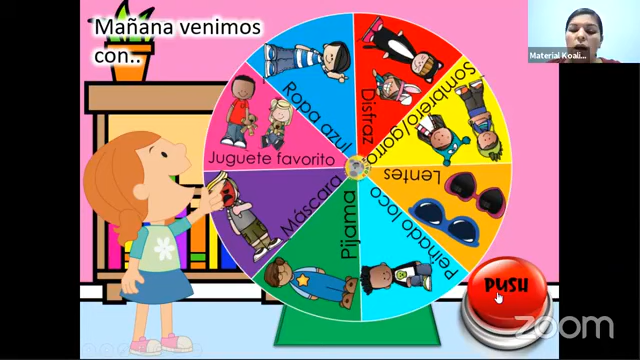 Mañana venimos
con..
Material Koali...
Ropa azul
Disfraz
Sombrero/gorro
Juguete favorito
Lentes
Máscara
Pijama
Peinado loco
PUSH
zoom